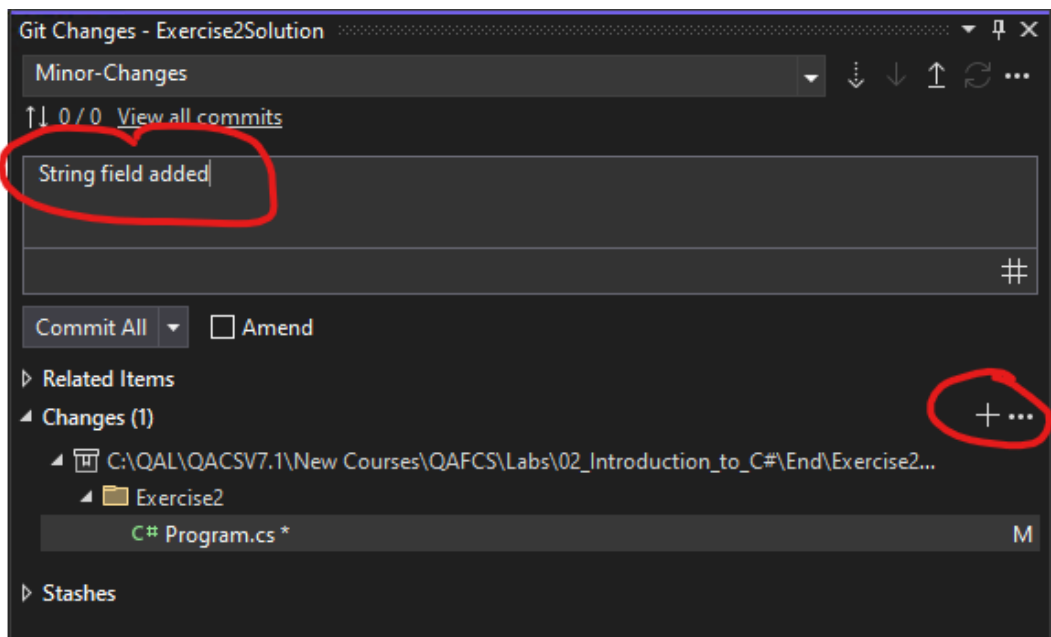 Git Changes - Exercise2Solution
Minor-Changes
0 / 0 View all commits
String field added
Commit All Amend
Related Items
Changes (1)
C:\QAL\QACSV7.1\New Courses\QAFCS\Labs\02_Introduction_to_C#\End\Exercise2...
Exercise2
C# Program.cs * M
Stashes